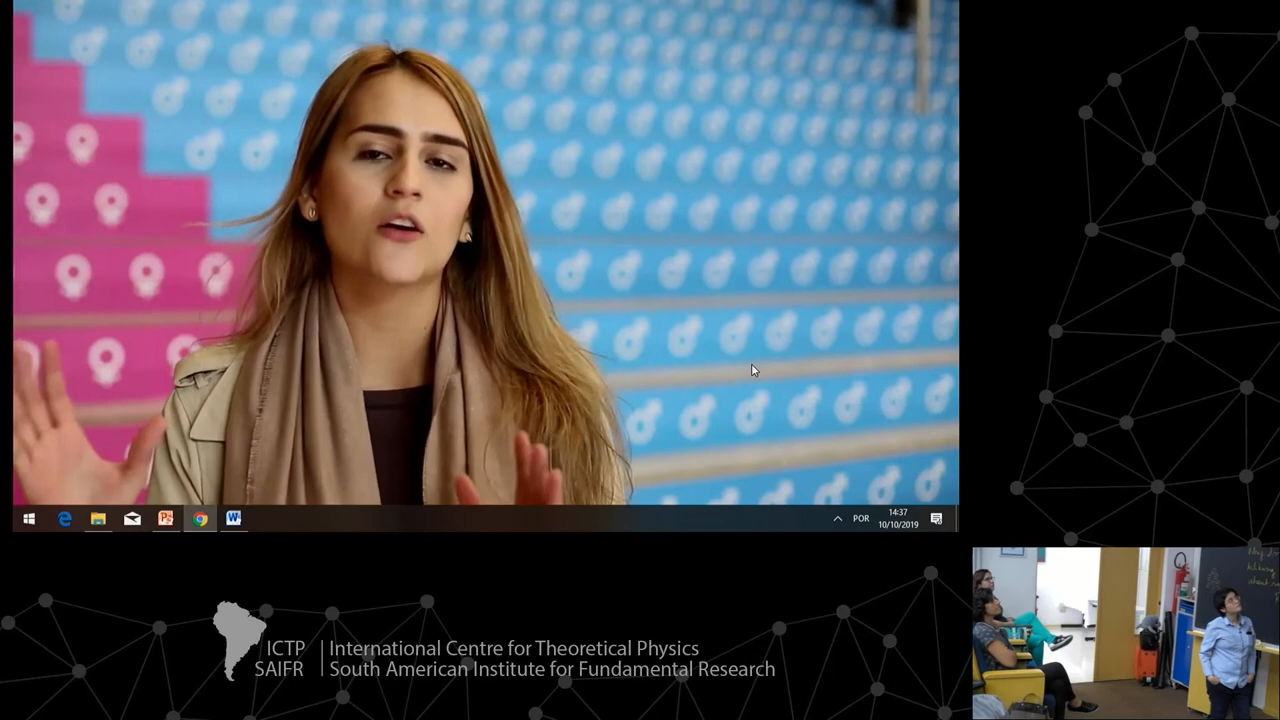 POR
14:37
10/10/2019
ICTP
SAIFR
International Centre for Theoretical Physics
South American Institute for Fundamental Research